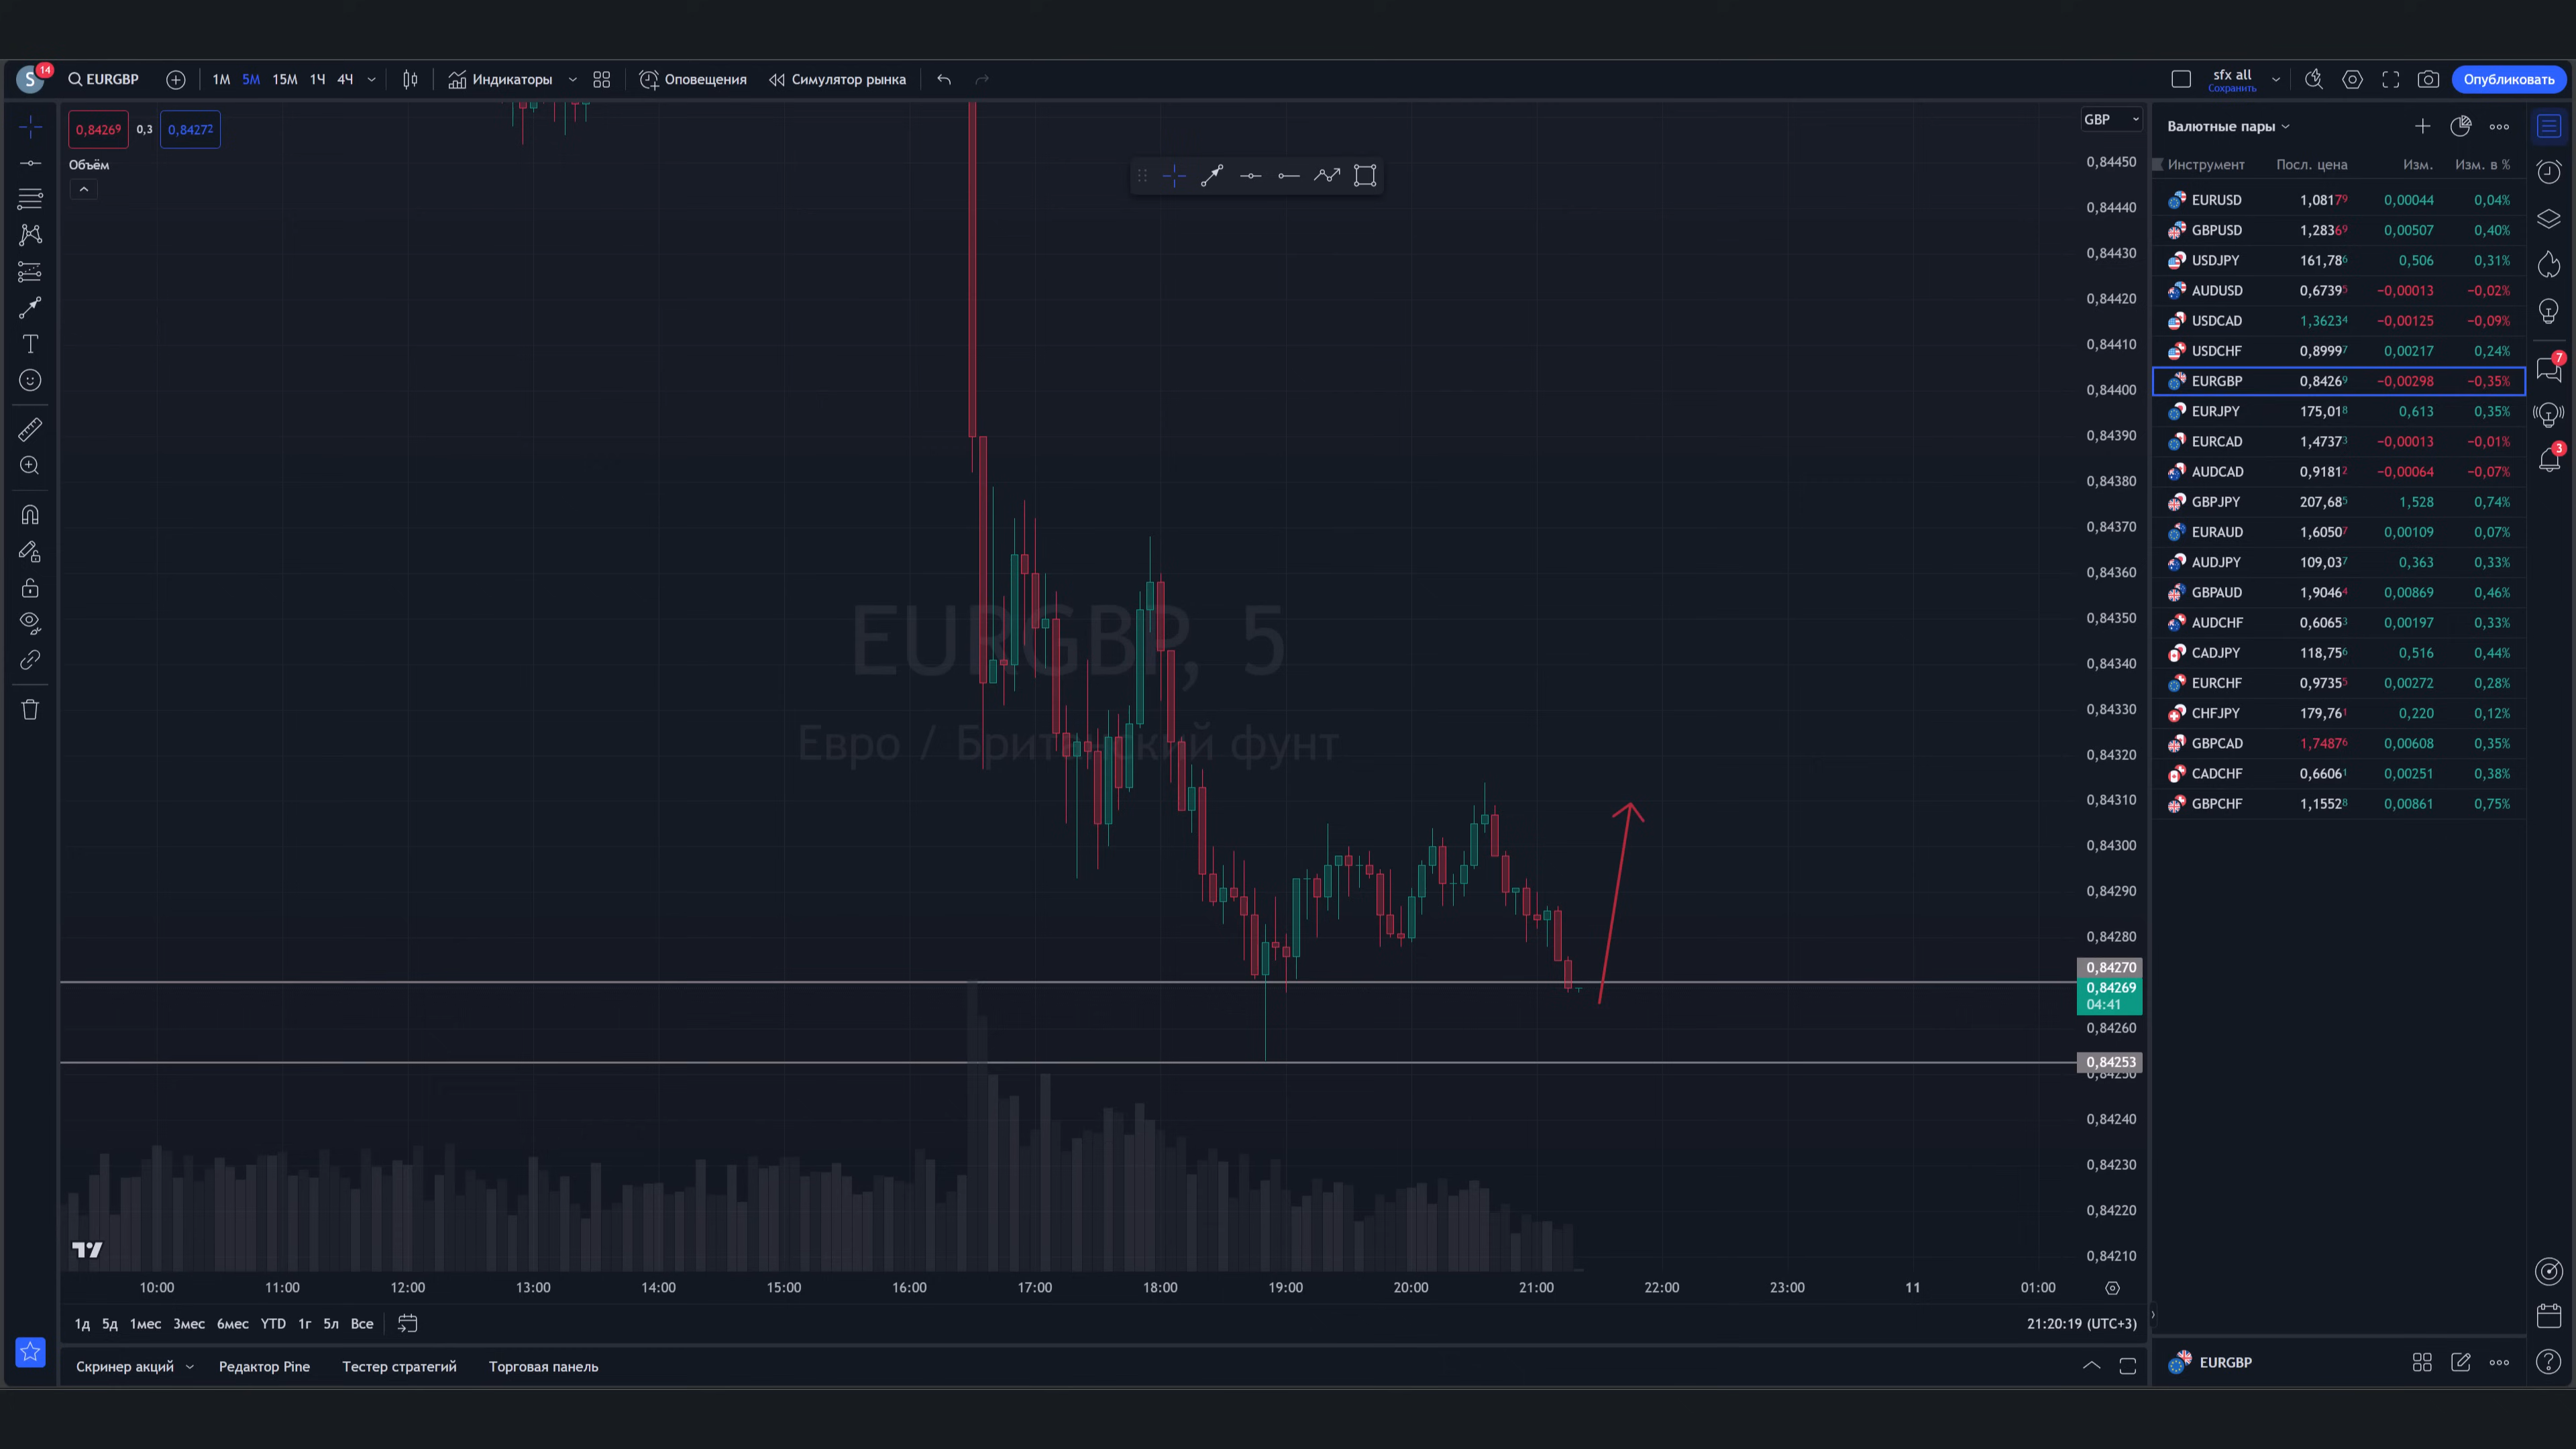 S 14 EURGBP 1М 5М 15М 1Ч 4Ч Индикаторы Оповещения Симулятор рынка sfx all Сохранить Опубликовать
0,84269 0,3 0,84272
Объём
GBP
EURGBP, 5
Евро / Британский фунт
0,84450
0,84440
0,84430
0,84420
0,84410
0,84400
0,84390
0,84380
0,84370
0,84360
0,84350
0,84340
0,84330
0,84320
0,84310
0,84300
0,84290
0,84280
0,84270
0,84269
04:41
0,84260
0,84253
0,84250
0,84240
0,84230
0,84220
0,84210
10:00 11:00 12:00 13:00 14:00 15:00 16:00 17:00 18:00 19:00 20:00 21:00 22:00 23:00 11 01:00
1д 5д 1мес 3мес 6мес YTD 1г 5л Все 21:20:19 (UTC+3)
Скринер акций Редактор Pine Тестер стратегий Торговая панель
Валютные пары
Инструмент Посл. цена Изм. Изм. в %
EURUSD 1,08179 0,00044 0,04%
GBPUSD 1,28369 0,00507 0,40%
USDJPY 161,786 0,506 0,31%
AUDUSD 0,67395 −0,00013 −0,02%
USDCAD 1,36234 −0,00125 −0,09%
USDCHF 0,89997 0,00217 0,24%
EURGBP 0,84269 −0,00298 −0,35%
EURJPY 175,018 0,613 0,35%
EURCAD 1,47373 −0,00013 −0,01%
AUDCAD 0,91812 −0,00064 −0,07%
GBPJPY 207,685 1,528 0,74%
EURAUD 1,60507 0,00109 0,07%
AUDJPY 109,037 0,363 0,33%
GBPAUD 1,90464 0,00869 0,46%
AUDCHF 0,60653 0,00197 0,33%
CADJPY 118,756 0,516 0,44%
EURCHF 0,97355 0,00272 0,28%
CHFJPY 179,761 0,220 0,12%
GBPCAD 1,74876 0,00608 0,35%
CADCHF 0,66061 0,00251 0,38%
GBPCHF 1,15528 0,00861 0,75%
EURGBP
7
3